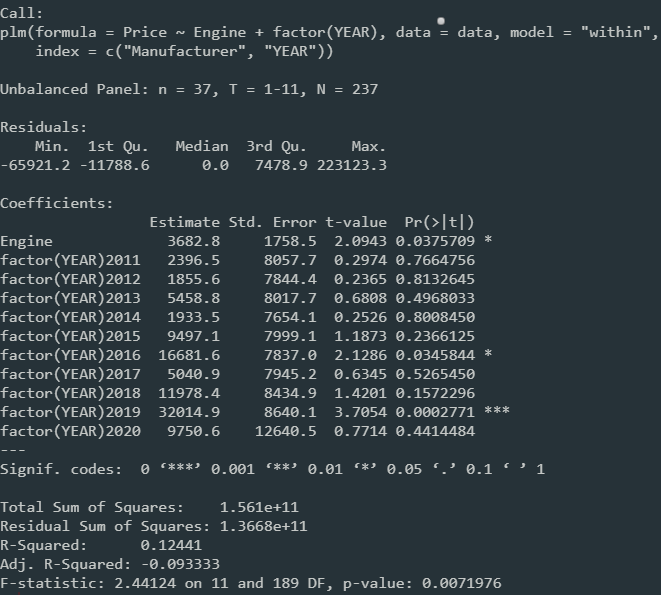 Call:
plm(formula = Price ~ Engine + factor(YEAR), data = data, model = "within",
    index = c("Manufacturer", "YEAR"))

Unbalanced Panel: n = 37, T = 1-11, N = 237

Residuals:
    Min.  1st Qu.   Median  3rd Qu.     Max.
-65921.2 -11788.6      0.0   7478.9 223123.3

Coefficients:
                 Estimate Std. Error t-value  Pr(>|t|)
Engine             3682.8     1758.5  2.0943 0.0375709 *
factor(YEAR)2011   2396.5     8057.7  0.2974 0.7664756
factor(YEAR)2012   1855.6     7844.4  0.2365 0.8132645
factor(YEAR)2013   5458.8     8017.7  0.6808 0.4968033
factor(YEAR)2014   1933.5     7654.1  0.2526 0.8008450
factor(YEAR)2015   9497.1     7999.1  1.1873 0.2366125
factor(YEAR)2016  16681.6     7837.0  2.1286 0.0345844 *
factor(YEAR)2017   5040.9     7945.2  0.6345 0.5265450
factor(YEAR)2018  11978.4     8434.9  1.4201 0.1572296
factor(YEAR)2019  32014.9     8640.1  3.7054 0.0002771 ***
factor(YEAR)2020   9750.6    12640.5  0.7714 0.4414484
---
Signif. codes:  0 ‘***’ 0.001 ‘**’ 0.01 ‘*’ 0.05 ‘.’ 0.1 ‘ ’ 1

Total Sum of Squares:    1.561e+11
Residual Sum of Squares: 1.3668e+11
R-Squared:      0.12441
Adj. R-Squared: -0.093333
F-statistic: 2.44124 on 11 and 189 DF, p-value: 0.0071976